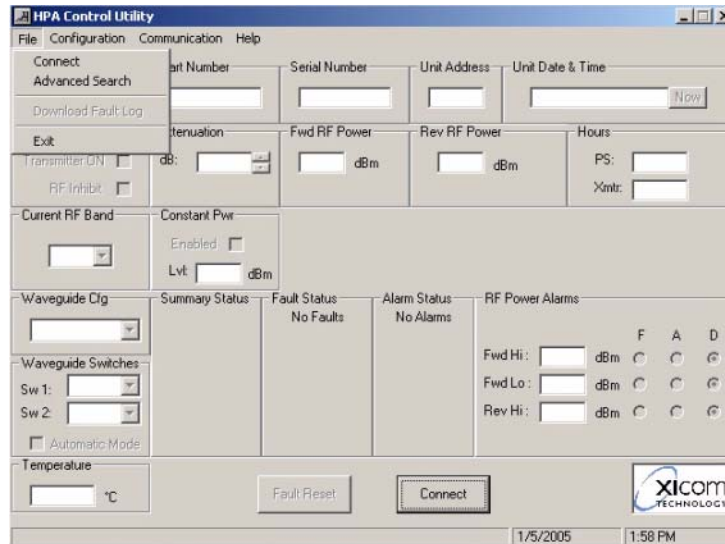 HPA Control Utility
File Configuration Communication Help
Connect
Advanced Search
Download Fault Log
Exit
art Number
Serial Number
Unit Address
Unit Date & Time
Now
Transmitter ON
RF Inhibit
ttenuation
dB:
Fwd RF Power
dBm
Rev RF Power
dBm
Hours
PS:
Xmtr:
Current RF Band
Constant Pwr
Enabled
Lvl: dBm
Waveguide Cfg
Waveguide Switches
Sw 1:
Sw 2:
Automatic Mode
Summary Status
Fault Status
No Faults
Alarm Status
No Alarms
RF Power Alarms
F A D
Fwd Hi : dBm
Fwd Lo : dBm
Rev Hi : dBm
Temperature
°C
Fault Reset
Connect
XICOM
TECHNOLOGY
1/5/2005 1:58 PM